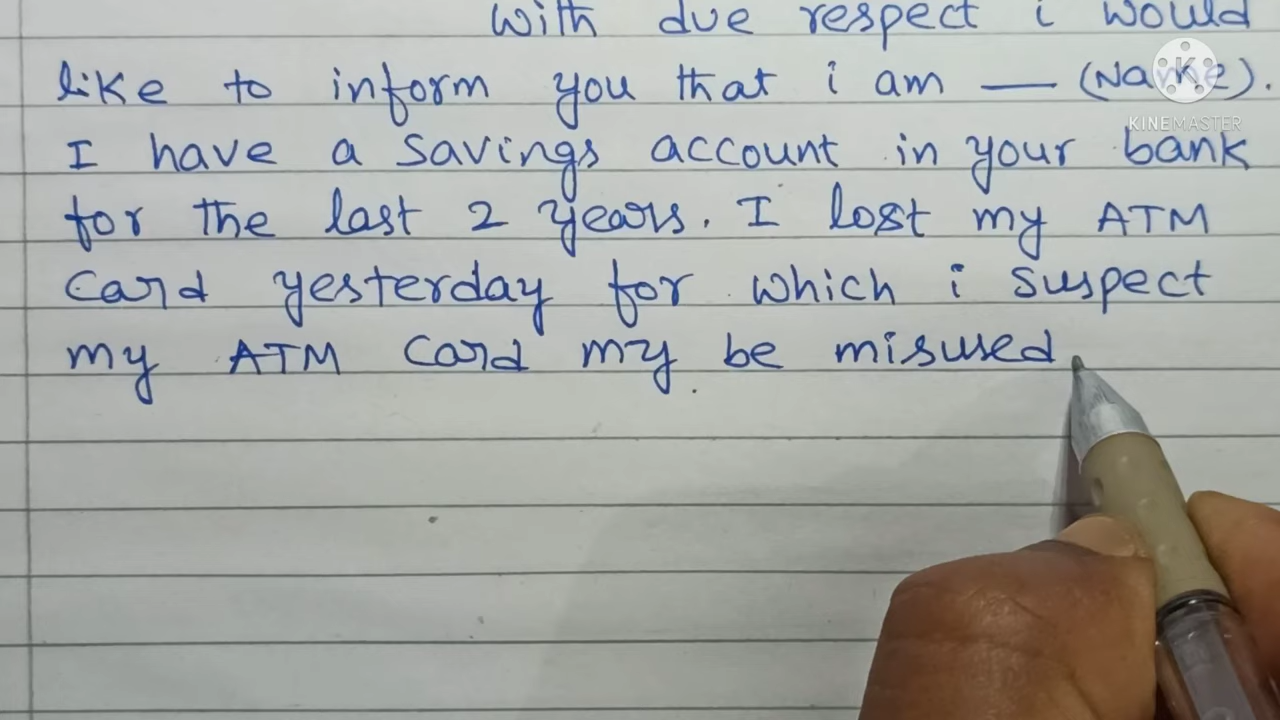 With due respect i would
like to inform you that i am — (Name).
I have a savings account in your bank
for the last 2 years. I lost my ATM
Card yesterday for which i suspect
my ATM Card my be misused
KINEMASTER